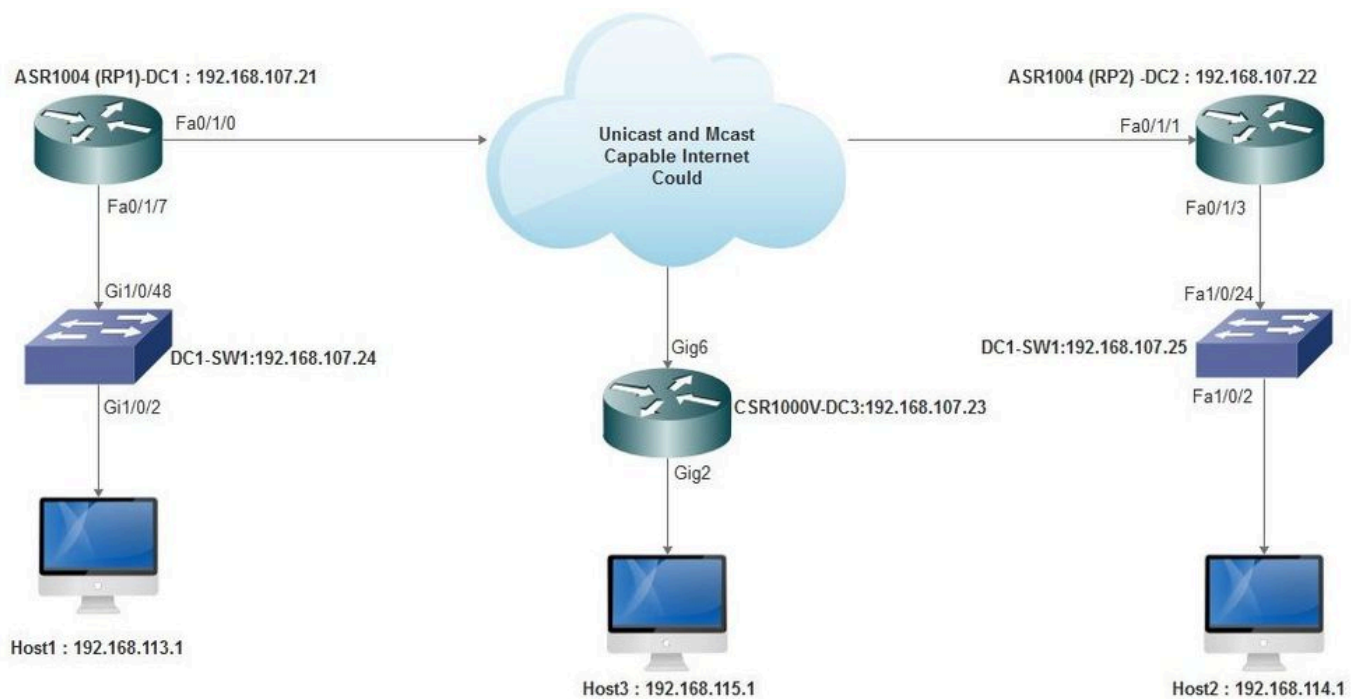 ASR1004 (RP1)-DC1 : 192.168.107.21
ASR1004 (RP2) -DC2 : 192.168.107.22
Fa0/1/0
Unicast and Mcast
Capable Internet
Could
Fa0/1/1
Fa0/1/7
Fa0/1/3
Gi1/0/48
Fa1/0/24
DC1-SW1:192.168.107.24
Gig6
DC1-SW1:192.168.107.25
Gi1/0/2
CSR1000V-DC3:192.168.107.23
Fa1/0/2
Gig2
Host1 : 192.168.113.1
Host3 : 192.168.115.1
Host2 : 192.168.114.1